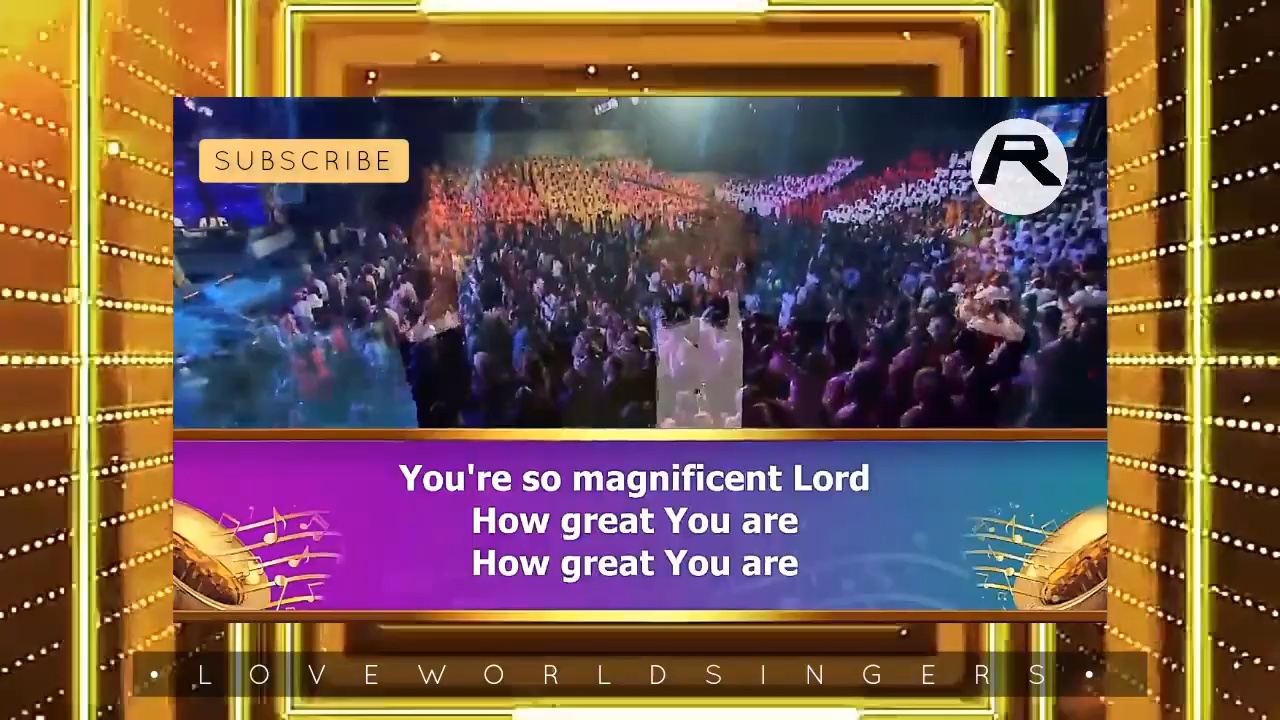 SUBSCRIBE
R
You're so magnificent Lord
How great You are
How great You are
• LOVEWORLDSINGERS •